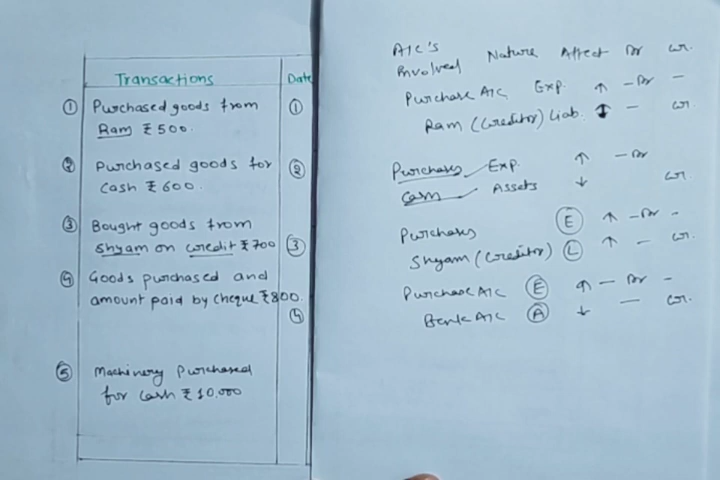 Transactions
Date
① Purchased goods from ①
Ram ₹500.
② Purchased goods for ②
Cash ₹600.
③ Bought goods from
Shyam on credit ₹700 ③
④ Goods purchased and
amount paid by cheque ₹800.
④
⑤ Machinery Purchased
for cash ₹10,000
A/C's
Involved Nature Affect Dr Cr.
Purchase A/C Exp. ↑ - Dr -
Ram (Creditor) Liab. ↑ - Cr.
Purchases Exp. ↑ - Dr
Cash Assets ↓ Cr.
Purchases Ⓔ ↑ - Dr -
Shyam (Creditor) Ⓛ ↑ - Cr.
Purchase A/C Ⓔ ↑ - Dr -
Bank A/C Ⓐ ↓ - Cr.